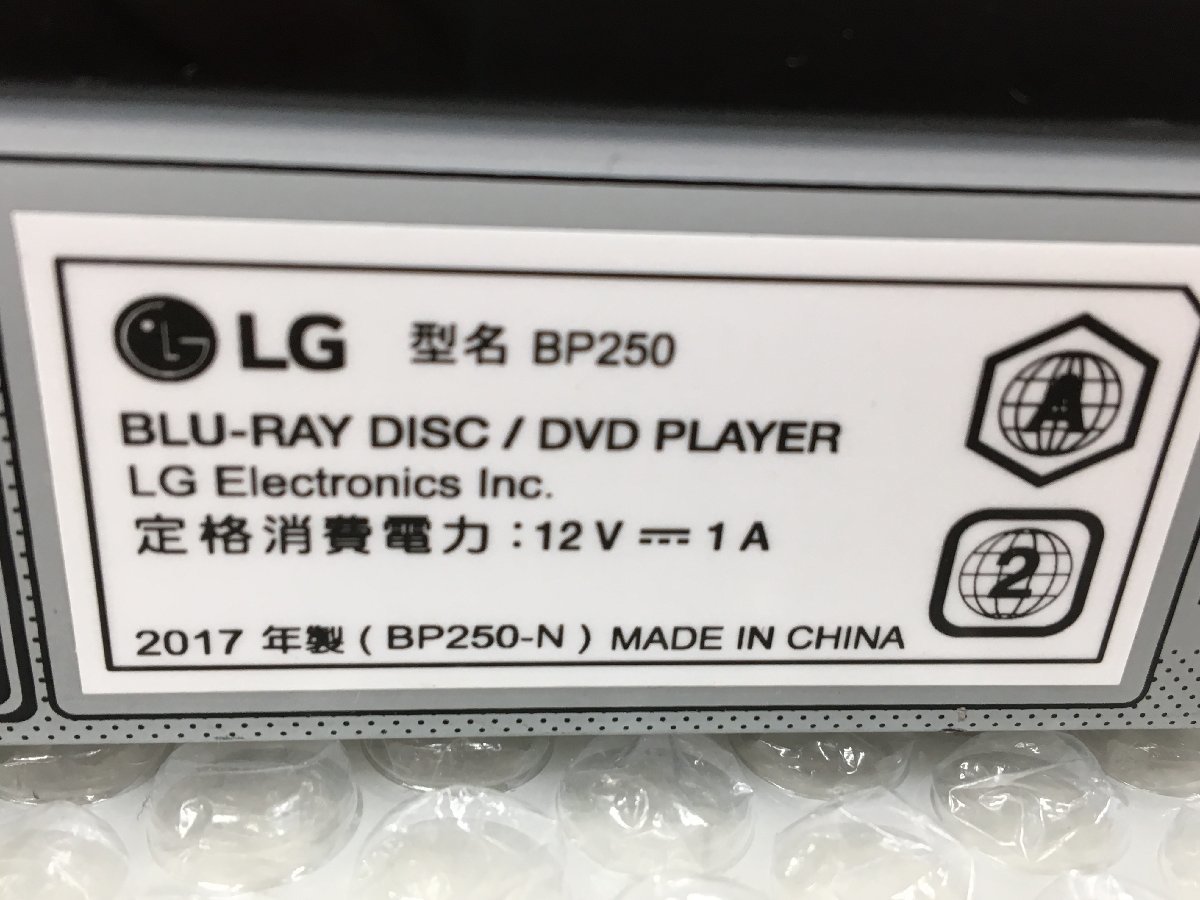 LG 型名 BP250
A
BLU-RAY DISC / DVD PLAYER
LG Electronics Inc.
定格消費電力：12 V ⎓ 1 A
2
2017 年製 ( BP250-N ) MADE IN CHINA